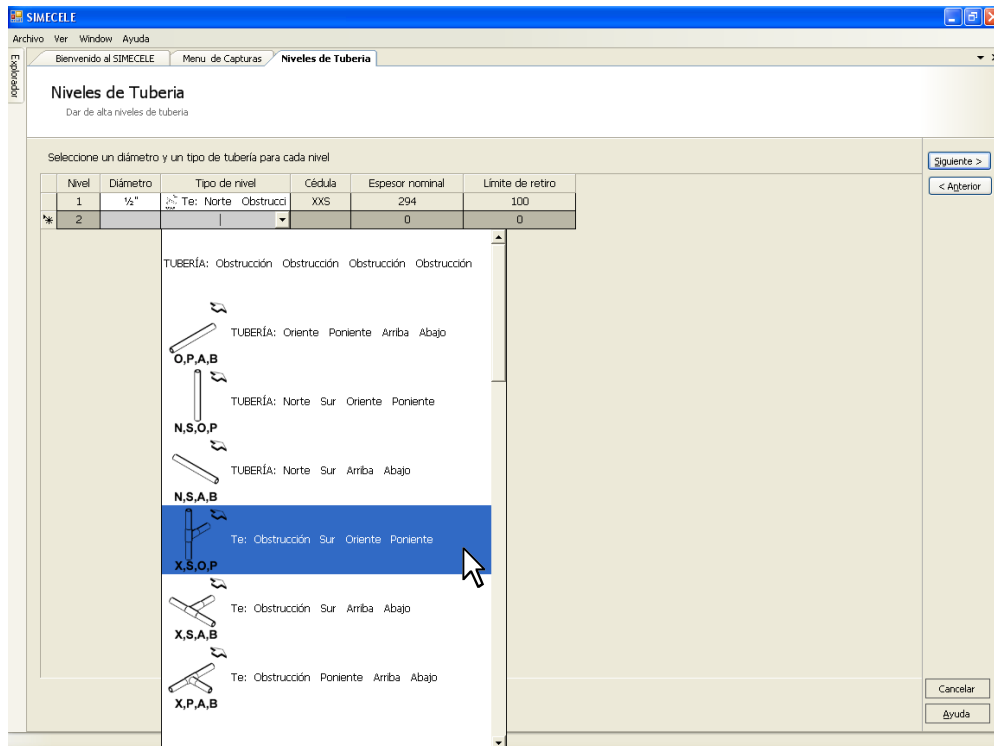 SIMECELE
Archivo Ver Window Ayuda
Explorador
Bienvenido al SIMECELE Menu de Capturas Niveles de Tuberia
Niveles de Tuberia
Dar de alta niveles de tuberia
Seleccione un diámetro y un tipo de tubería para cada nivel
Siguiente >
< Anterior
Nivel Diámetro Tipo de nivel Cédula Espesor nominal Límite de retiro
1 ½" Te: Norte Obstrucci XXS 294 100
2 0 0
TUBERÍA: Obstrucción Obstrucción Obstrucción Obstrucción
TUBERÍA: Oriente Poniente Arriba Abajo
O,P,A,B
TUBERÍA: Norte Sur Oriente Poniente
N,S,O,P
TUBERÍA: Norte Sur Arriba Abajo
N,S,A,B
Te: Obstrucción Sur Oriente Poniente
X,S,O,P
Te: Obstrucción Sur Arriba Abajo
X,S,A,B
Te: Obstrucción Poniente Arriba Abajo
X,P,A,B
Cancelar
Ayuda